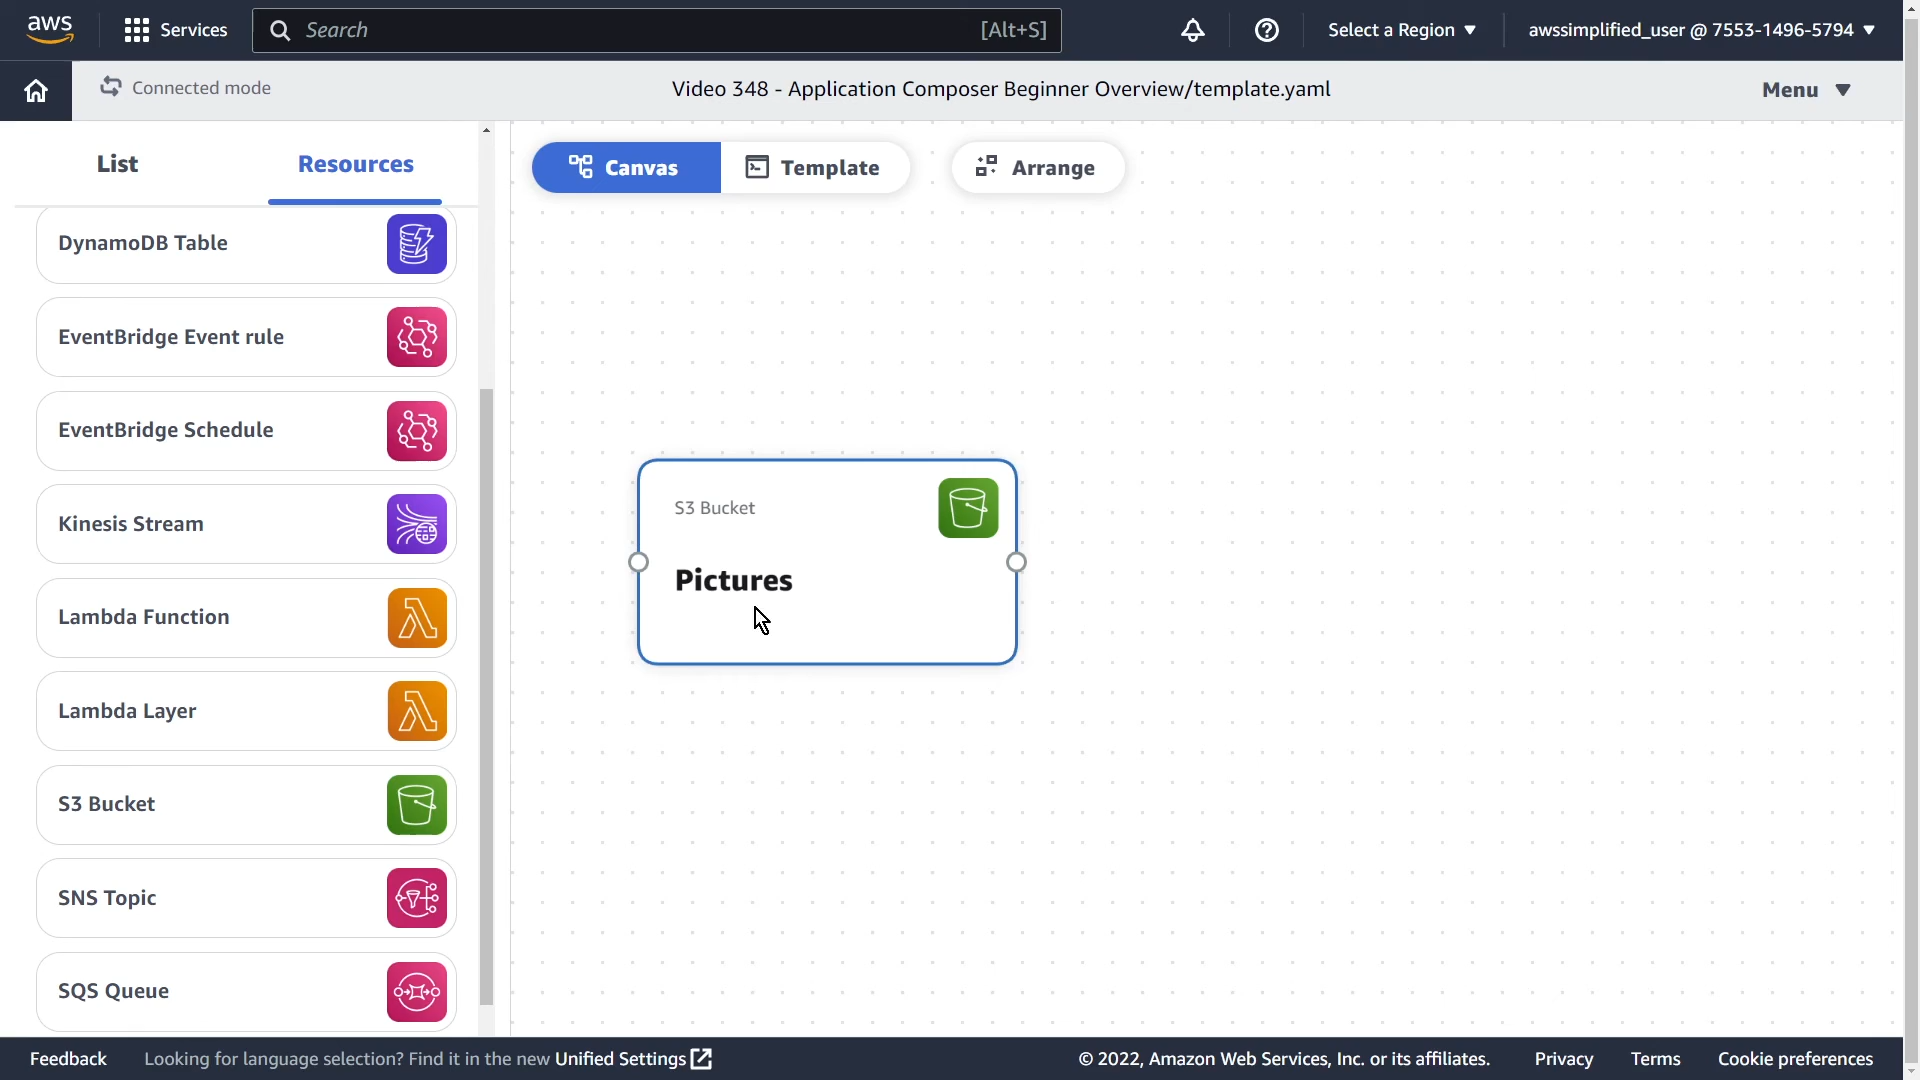 aws
Services
Search
[Alt+S]
Select a Region
awssimplified_user @ 7553-1496-5794
Connected mode
Video 348 - Application Composer Beginner Overview/template.yaml
Menu
List
Resources
Canvas
Template
Arrange
DynamoDB Table
EventBridge Event rule
EventBridge Schedule
Kinesis Stream
Lambda Function
Lambda Layer
S3 Bucket
SNS Topic
SQS Queue
S3 Bucket
Pictures
Feedback
Looking for language selection? Find it in the new Unified Settings
© 2022, Amazon Web Services, Inc. or its affiliates.
Privacy
Terms
Cookie preferences